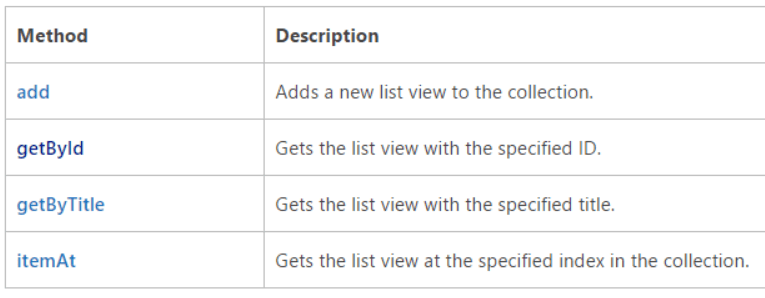 Method Description
add Adds a new list view to the collection.
getById Gets the list view with the specified ID.
getByTitle Gets the list view with the specified title.
itemAt Gets the list view at the specified index in the collection.